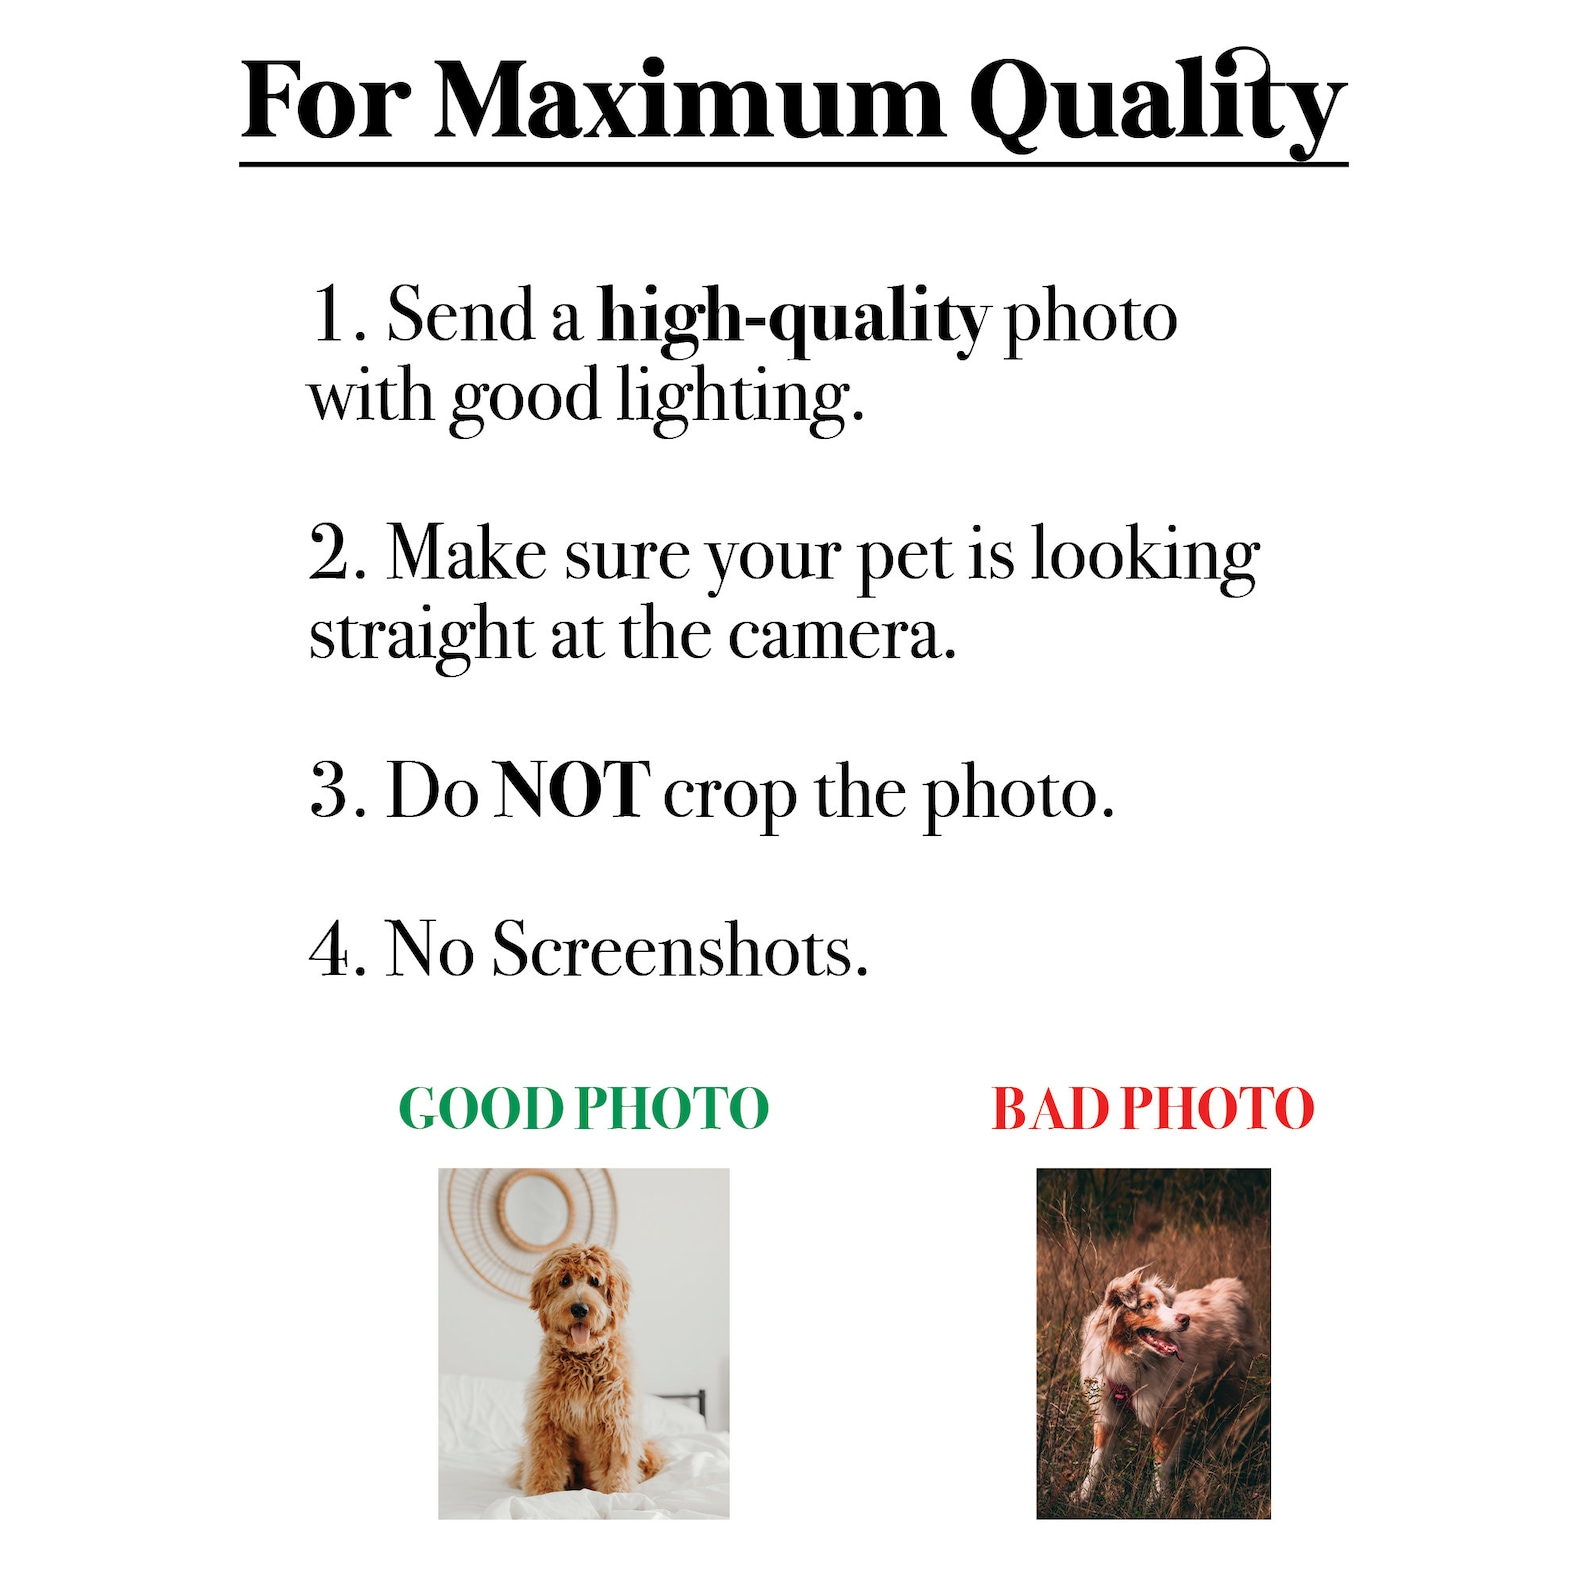 For Maximum Quality
1. Send a high-quality photo
with good lighting.
2. Make sure your pet is looking
straight at the camera.
3. Do NOT crop the photo.
4. No Screenshots.
GOOD PHOTO
BAD PHOTO